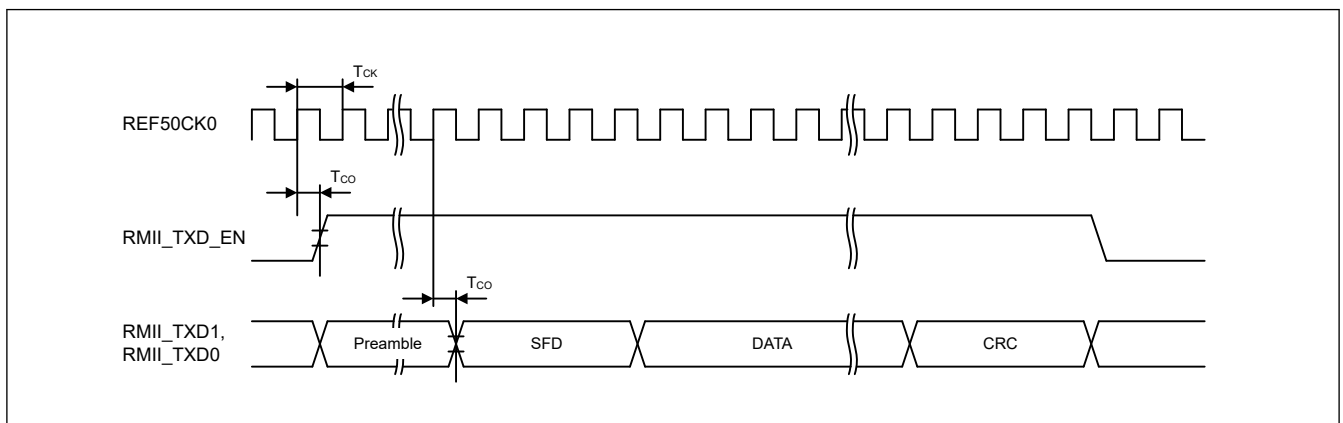 TCK
REF50CK0
TCO
RMII_TXD_EN
TCO
RMII_TXD1,
RMII_TXD0
Preamble
SFD
DATA
CRC